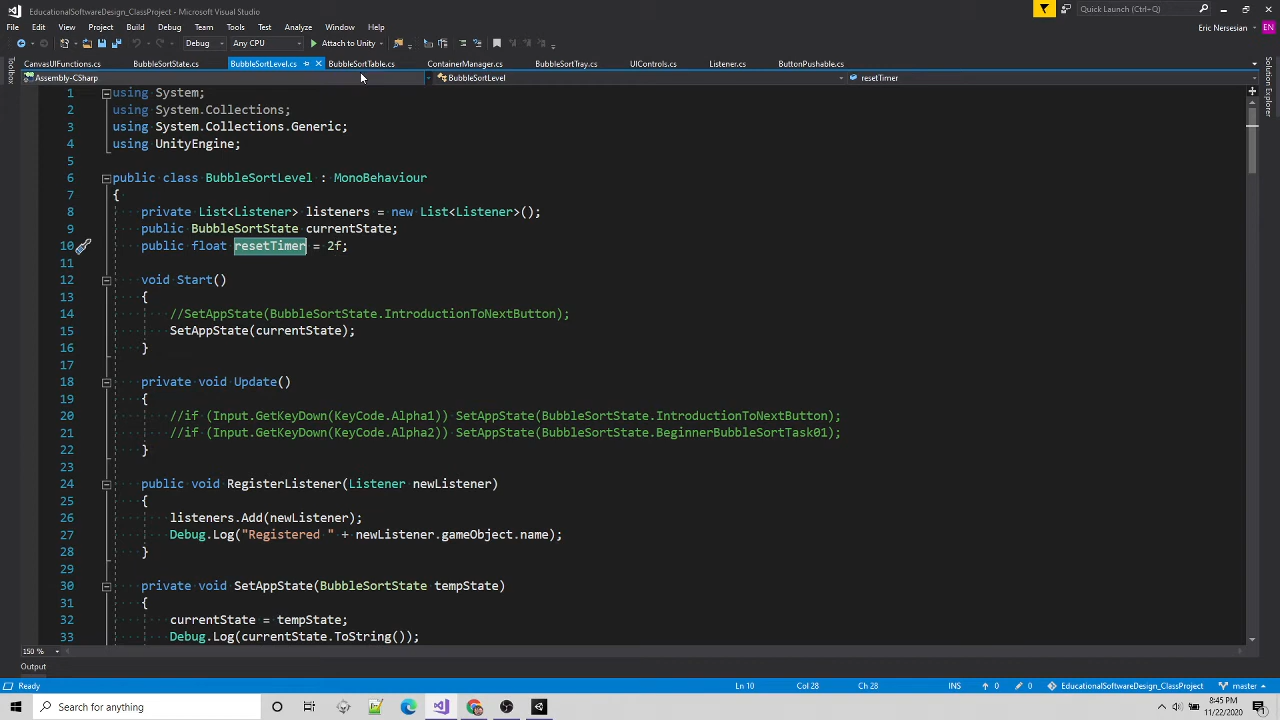 EducationalSoftwareDesign_ClassProject - Microsoft Visual Studio
Quick Launch (Ctrl+Q)
File Edit View Project Build Debug Team Tools Test Analyze Window Help
Eric Nersesian EN
Debug Any CPU Attach to Unity
CanvasUIFunctions.cs BubbleSortState.cs BubbleSortLevel.cs BubbleSortTable.cs ContainerManager.cs BubbleSortTray.cs UIControls.cs Listener.cs ButtonPushable.cs
Assembly-CSharp BubbleSortLevel resetTimer
Toolbox
Solution Explorer
1 using System;
2 using System.Collections;
3 using System.Collections.Generic;
4 using UnityEngine;
5
6 public class BubbleSortLevel : MonoBehaviour
7 {
8 private List<Listener> listeners = new List<Listener>();
9 public BubbleSortState currentState;
10 public float resetTimer = 2f;
11
12 void Start()
13 {
14 //SetAppState(BubbleSortState.IntroductionToNextButton);
15 SetAppState(currentState);
16 }
17
18 private void Update()
19 {
20 //if (Input.GetKeyDown(KeyCode.Alpha1)) SetAppState(BubbleSortState.IntroductionToNextButton);
21 //if (Input.GetKeyDown(KeyCode.Alpha2)) SetAppState(BubbleSortState.BeginnerBubbleSortTask01);
22 }
23
24 public void RegisterListener(Listener newListener)
25 {
26 listeners.Add(newListener);
27 Debug.Log("Registered " + newListener.gameObject.name);
28 }
29
30 private void SetAppState(BubbleSortState tempState)
31 {
32 currentState = tempState;
33 Debug.Log(currentState.ToString());
150 %
Output
Ready Ln 10 Col 28 Ch 28 INS 0 0 EducationalSoftwareDesign_ClassProject master
Search for anything
8:45 PM
11/22/2020
1